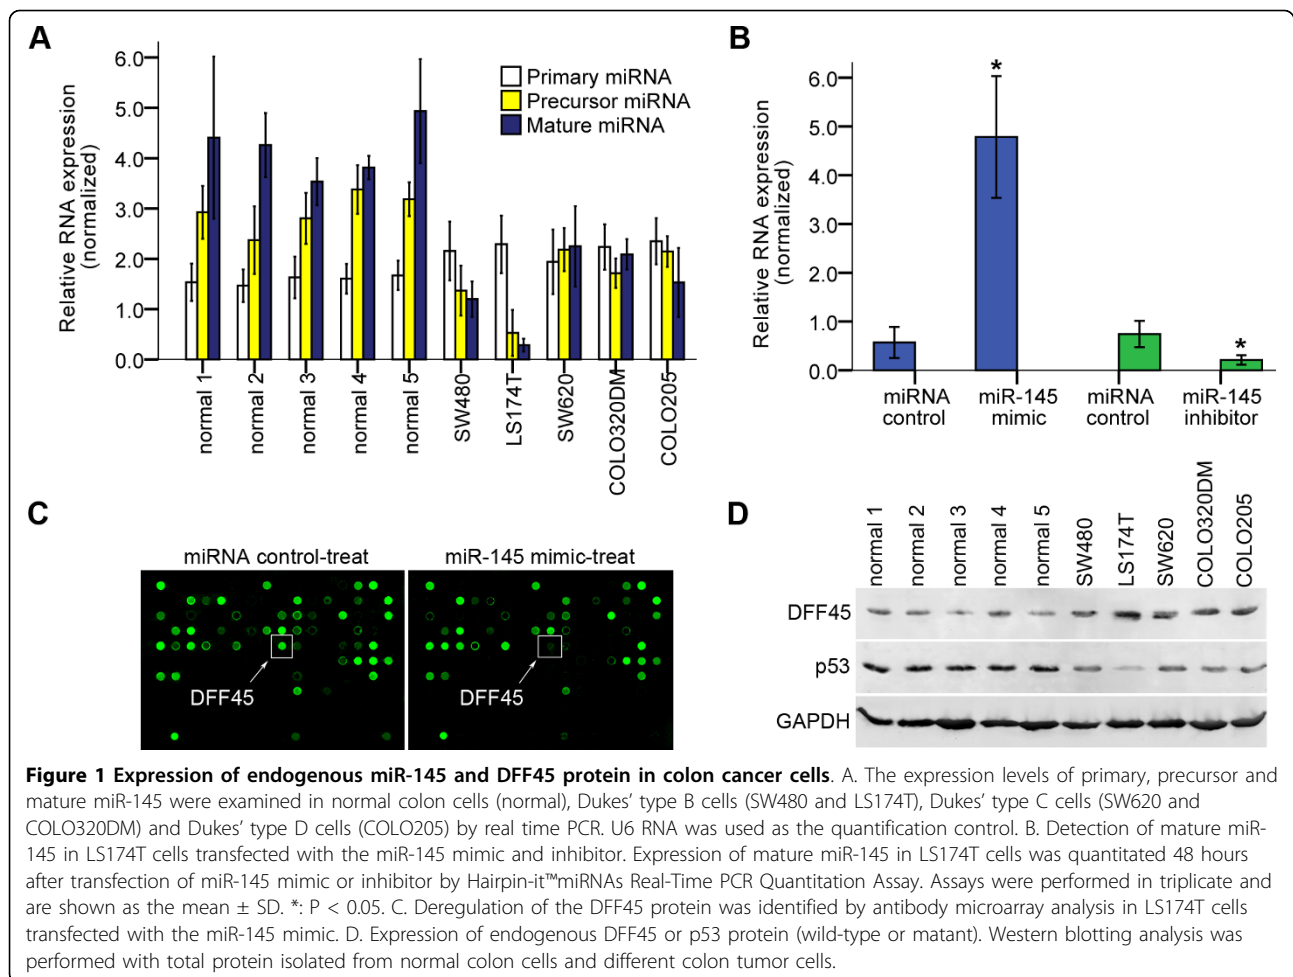 A
6.0
5.0
4.0
3.0
2.0
1.0
0.0
Relative RNA expression
(normalized)
Primary miRNA
Precursor miRNA
Mature miRNA
normal 1
normal 2
normal 3
normal 4
normal 5
SW480
LS174T
SW620
COLO320DM
COLO205
B
6.0
5.0
4.0
3.0
2.0
1.0
0.0
Relative RNA expression
(normalized)
*
*
miRNA
control
miR-145
mimic
miRNA
control
miR-145
inhibitor
C
miRNA control-treat
miR-145 mimic-treat
DFF45
DFF45
D
normal 1
normal 2
normal 3
normal 4
normal 5
SW480
LS174T
SW620
COLO320DM
COLO205
DFF45
p53
GAPDH
Figure 1 Expression of endogenous miR-145 and DFF45 protein in colon cancer cells. A. The expression levels of primary, precursor and
mature miR-145 were examined in normal colon cells (normal), Dukes' type B cells (SW480 and LS174T), Dukes' type C cells (SW620 and
COLO320DM) and Dukes' type D cells (COLO205) by real time PCR. U6 RNA was used as the quantification control. B. Detection of mature miR-
145 in LS174T cells transfected with the miR-145 mimic and inhibitor. Expression of mature miR-145 in LS174T cells was quantitated 48 hours
after transfection of miR-145 mimic or inhibitor by Hairpin-it™miRNAs Real-Time PCR Quantitation Assay. Assays were performed in triplicate and
are shown as the mean ± SD. *: P < 0.05. C. Deregulation of the DFF45 protein was identified by antibody microarray analysis in LS174T cells
transfected with the miR-145 mimic. D. Expression of endogenous DFF45 or p53 protein (wild-type or matant). Western blotting analysis was
performed with total protein isolated from normal colon cells and different colon tumor cells.